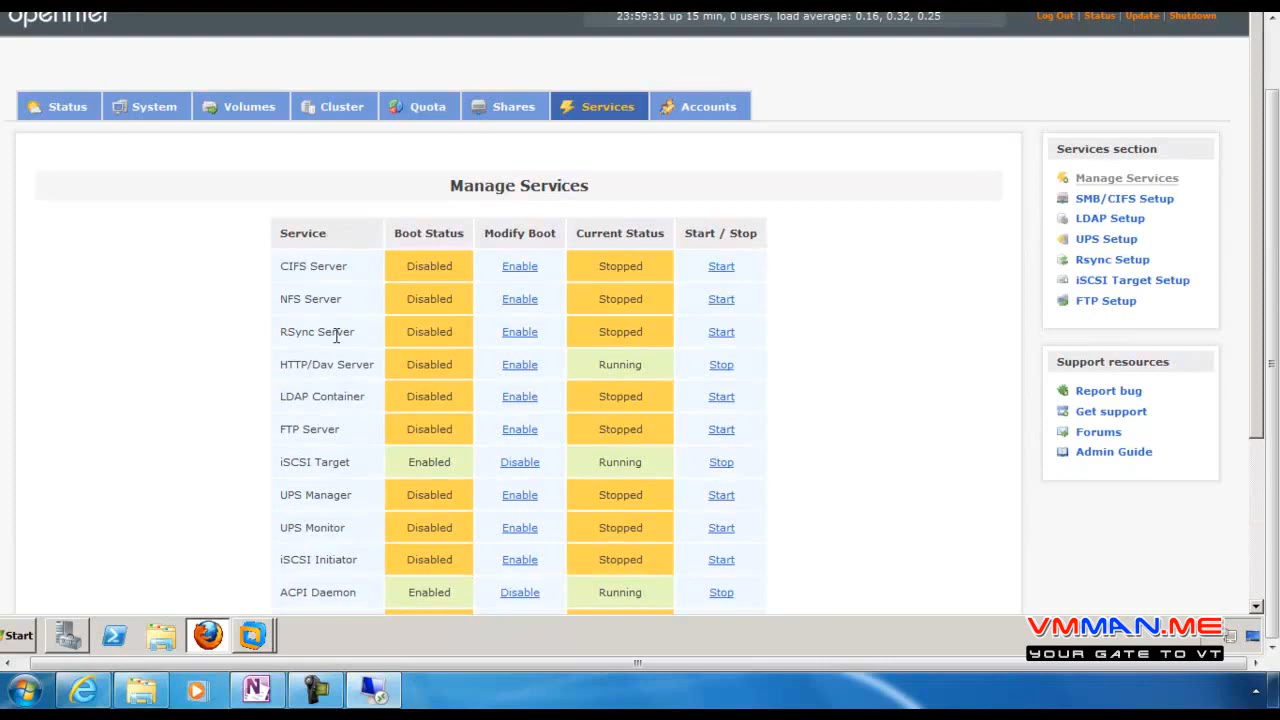 openfiler
23:59:31 up 15 min, 0 users, load average: 0.16, 0.32, 0.25
Log Out | Status | Update | Shutdown
Status
System
Volumes
Cluster
Quota
Shares
Services
Accounts
Manage Services
Service Boot Status Modify Boot Current Status Start / Stop
CIFS Server Disabled Enable Stopped Start
NFS Server Disabled Enable Stopped Start
RSync Server Disabled Enable Stopped Start
HTTP/Dav Server Disabled Enable Running Stop
LDAP Container Disabled Enable Stopped Start
FTP Server Disabled Enable Stopped Start
iSCSI Target Enabled Disable Running Stop
UPS Manager Disabled Enable Stopped Start
UPS Monitor Disabled Enable Stopped Start
iSCSI Initiator Disabled Enable Stopped Start
ACPI Daemon Enabled Disable Running Stop
Services section
Manage Services
SMB/CIFS Setup
LDAP Setup
UPS Setup
Rsync Setup
iSCSI Target Setup
FTP Setup
Support resources
Report bug
Get support
Forums
Admin Guide
Start
VMMAN.ME
YOUR GATE TO VT